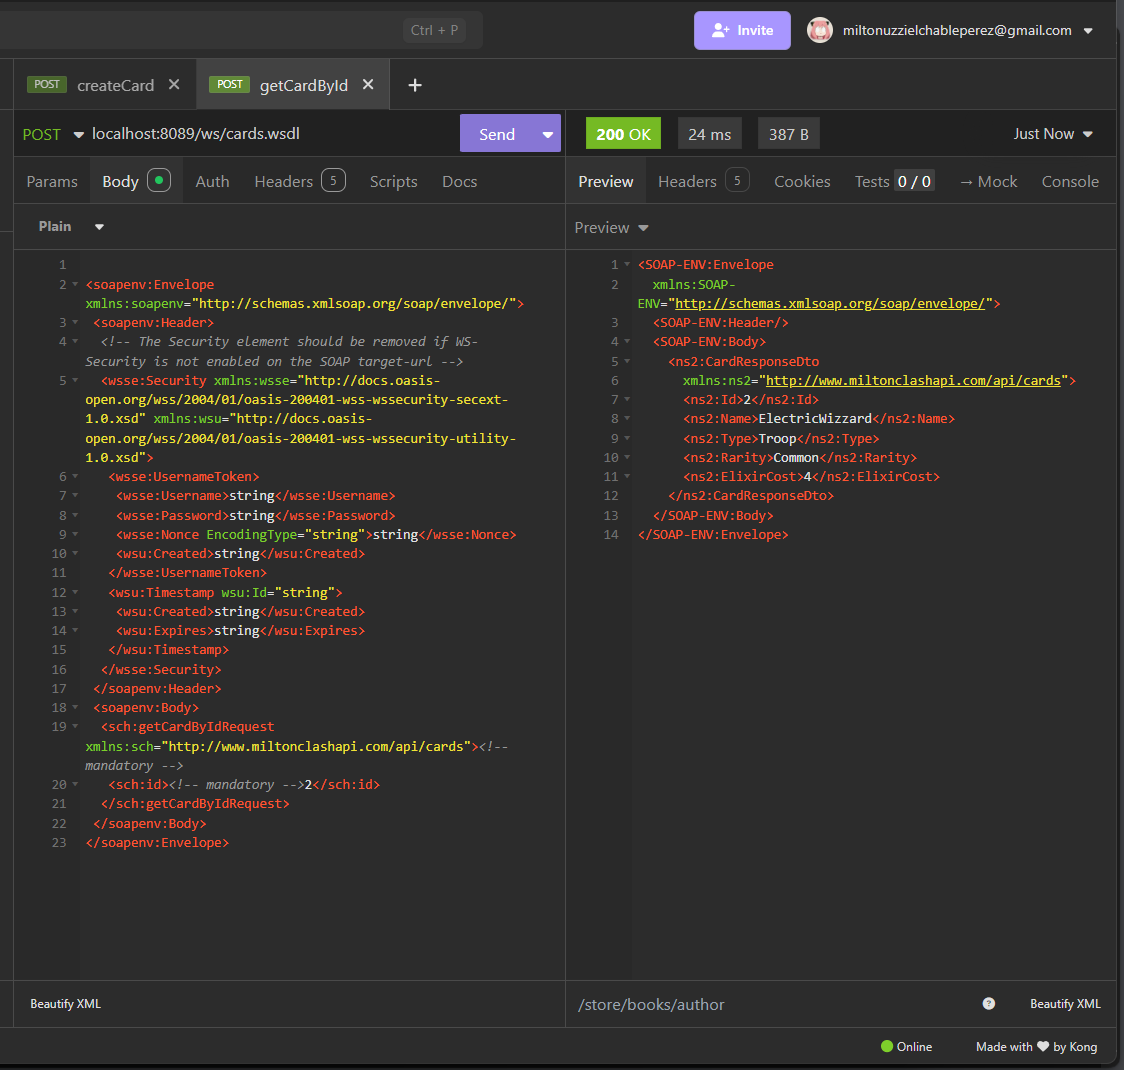 Ctrl + P
Invite
miltonuzzielchableperez@gmail.com
POST createCard
POST getCardById
POST localhost:8089/ws/cards.wsdl
Send
200 OK
24 ms
387 B
Just Now
Params
Body
Auth
Headers 5
Scripts
Docs
Preview
Headers 5
Cookies
Tests 0 / 0
→ Mock
Console
Plain
1
2 <soapenv:Envelope
xmlns:soapenv="http://schemas.xmlsoap.org/soap/envelope/">
3 <soapenv:Header>
4 <!-- The Security element should be removed if WS-
Security is not enabled on the SOAP target-url -->
5 <wsse:Security xmlns:wsse="http://docs.oasis-
open.org/wss/2004/01/oasis-200401-wss-wssecurity-secext-
1.0.xsd" xmlns:wsu="http://docs.oasis-
open.org/wss/2004/01/oasis-200401-wss-wssecurity-utility-
1.0.xsd">
6 <wsse:UsernameToken>
7 <wsse:Username>string</wsse:Username>
8 <wsse:Password>string</wsse:Password>
9 <wsse:Nonce EncodingType="string">string</wsse:Nonce>
10 <wsu:Created>string</wsu:Created>
11 </wsse:UsernameToken>
12 <wsu:Timestamp wsu:Id="string">
13 <wsu:Created>string</wsu:Created>
14 <wsu:Expires>string</wsu:Expires>
15 </wsu:Timestamp>
16 </wsse:Security>
17 </soapenv:Header>
18 <soapenv:Body>
19 <sch:getCardByIdRequest
xmlns:sch="http://www.miltonclashapi.com/api/cards"><!--
mandatory -->
20 <sch:id><!-- mandatory -->2</sch:id>
21 </sch:getCardByIdRequest>
22 </soapenv:Body>
23 </soapenv:Envelope>
Beautify XML
Preview
1 <SOAP-ENV:Envelope
2 xmlns:SOAP-
ENV="http://schemas.xmlsoap.org/soap/envelope/">
3 <SOAP-ENV:Header/>
4 <SOAP-ENV:Body>
5 <ns2:CardResponseDto
6 xmlns:ns2="http://www.miltonclashapi.com/api/cards">
7 <ns2:Id>2</ns2:Id>
8 <ns2:Name>ElectricWizzard</ns2:Name>
9 <ns2:Type>Troop</ns2:Type>
10 <ns2:Rarity>Common</ns2:Rarity>
11 <ns2:ElixirCost>4</ns2:ElixirCost>
12 </ns2:CardResponseDto>
13 </SOAP-ENV:Body>
14 </SOAP-ENV:Envelope>
/store/books/author
?
Beautify XML
Online
Made with ♥ by Kong